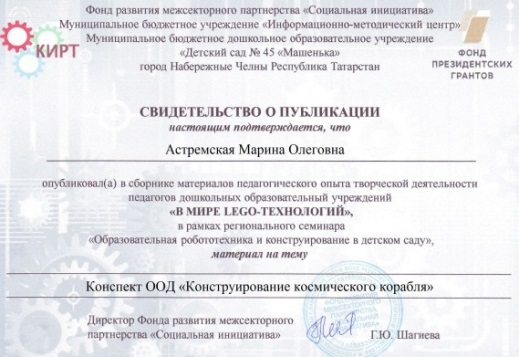 Фонд развития межсекторного партнерства «Социальная инициатива»
Муниципальное бюджетное учреждение «Информационно-методический центр»
Муниципальное бюджетное дошкольное образовательное учреждение
«Детский сад № 45 «Машенька»
город Набережные Челны Республика Татарстан
КИРТ
ФОНД
ПРЕЗИДЕНТСКИХ
ГРАНТОВ
СВИДЕТЕЛЬСТВО О ПУБЛИКАЦИИ
настоящим подтверждается, что
Астремская Марина Олеговна
опубликовал(а) в сборнике материалов педагогического опыта творческой деятельности
педагогов дошкольных образовательный учреждений
«В МИРЕ LEGO-ТЕХНОЛОГИЙ»,
в рамках регионального семинара
«Образовательная робототехника и конструирование в детском саду»,
материал на тему
Конспект ООД «Конструирование космического корабля»
Директор Фонда развития межсекторного
партнерства «Социальная инициатива»
Г.Ю. Шагиева